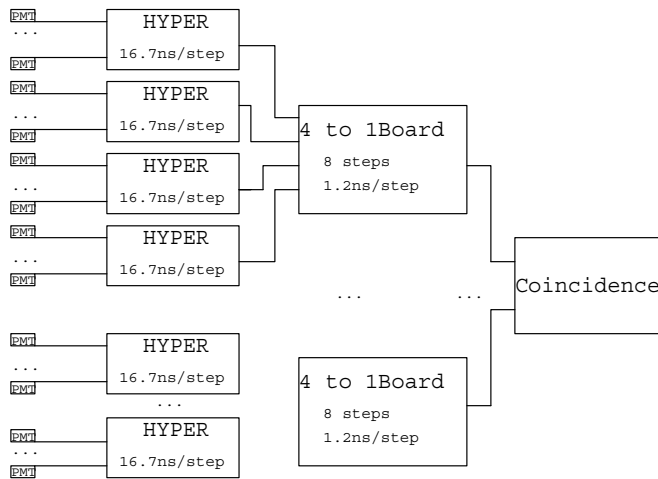 PMT
...
PMT
HYPER
16.7ns/step
PMT
...
PMT
HYPER
16.7ns/step
PMT
...
PMT
HYPER
16.7ns/step
PMT
...
PMT
HYPER
16.7ns/step
4 to 1Board
8 steps
1.2ns/step
... ...
Coincidence
PMT
...
PMT
HYPER
16.7ns/step
...
PMT
...
PMT
HYPER
16.7ns/step
4 to 1Board
8 steps
1.2ns/step